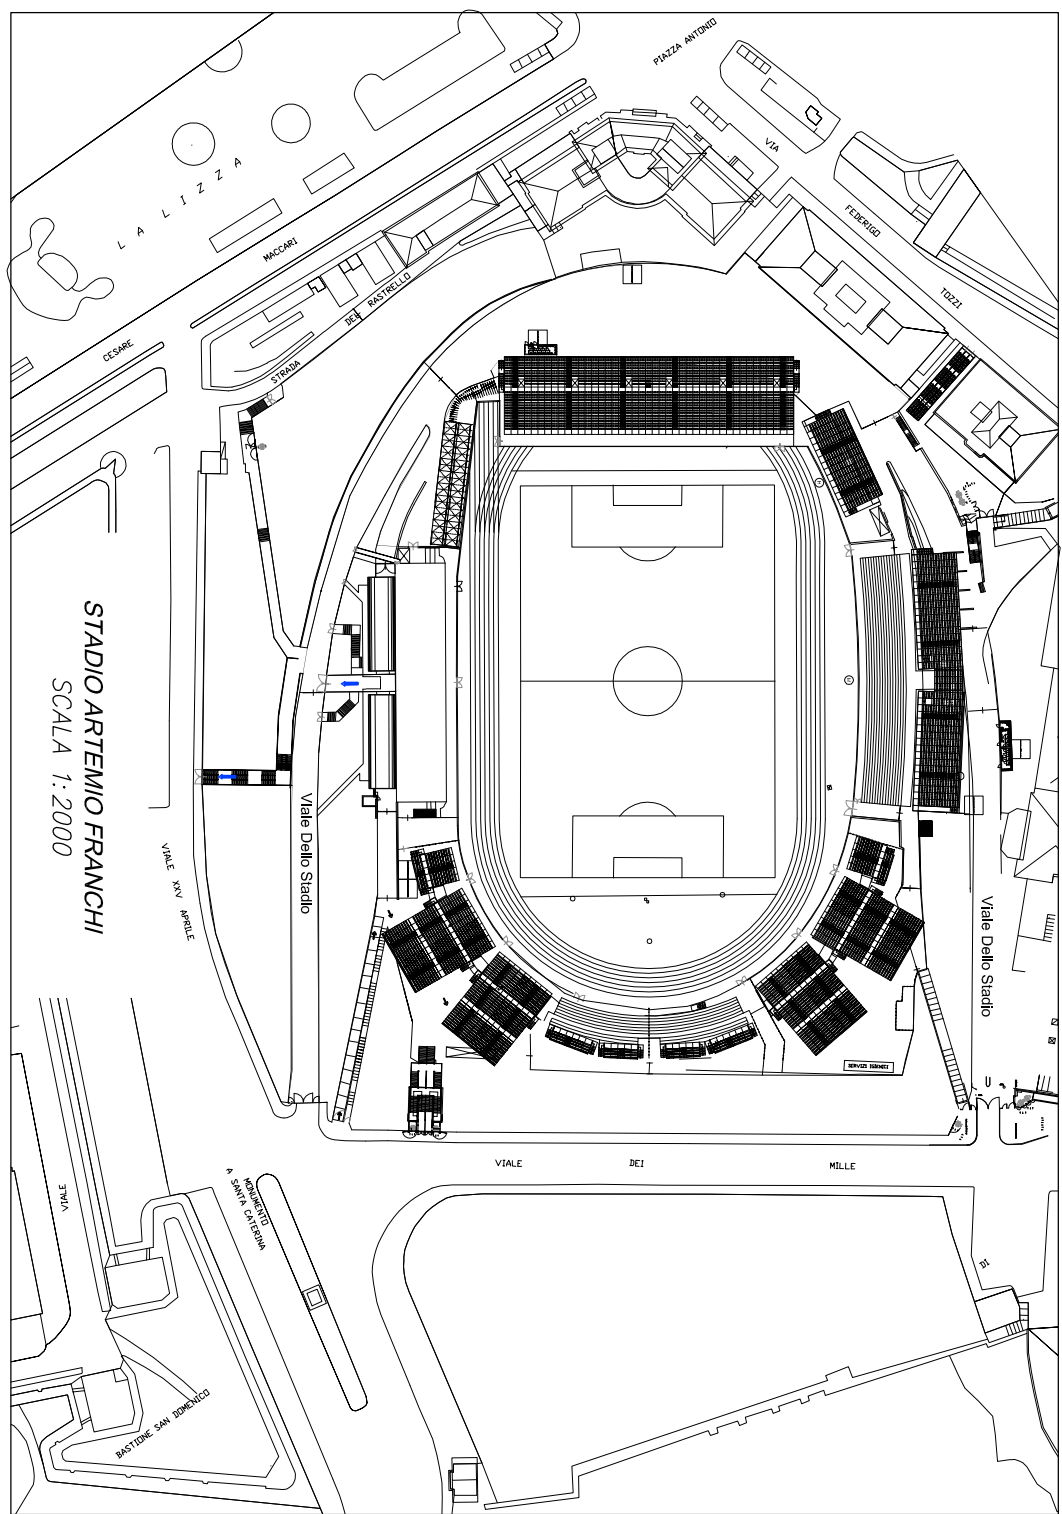 PIAZZA ANTONIO
VIA
FEDERIGO
TOZZI
LA LIZZA
MACCARI
CESARE
STRADA
DEL RASTRELLO
STADIO ARTEMIO FRANCHI
SCALA 1:2000
VIale Dello StadIo
Viale Dello Stadio
VIALE XXV APRILE
SERVIZI IGIENICI
VIALE
DEI
MILLE
VIALE
MONUMENTO
A SANTA CATERINA
DI
BASTIONE SAN DOMENICO